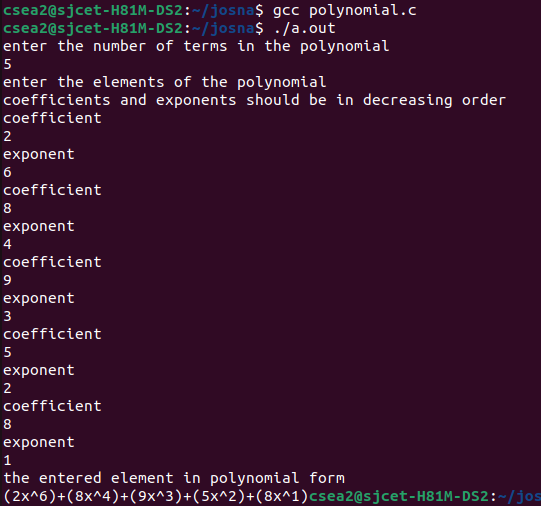 csea2@sjcet-H81M-DS2:~/josna$ gcc polynomial.c
csea2@sjcet-H81M-DS2:~/josna$ ./a.out
enter the number of terms in the polynomial
5
enter the elements of the polynomial
coefficients and exponents should be in decreasing order
coefficient
2
exponent
6
coefficient
8
exponent
4
coefficient
9
exponent
3
coefficient
5
exponent
2
coefficient
8
exponent
1
the entered element in polynomial form
(2x^6)+(8x^4)+(9x^3)+(5x^2)+(8x^1)csea2@sjcet-H81M-DS2:~/jos